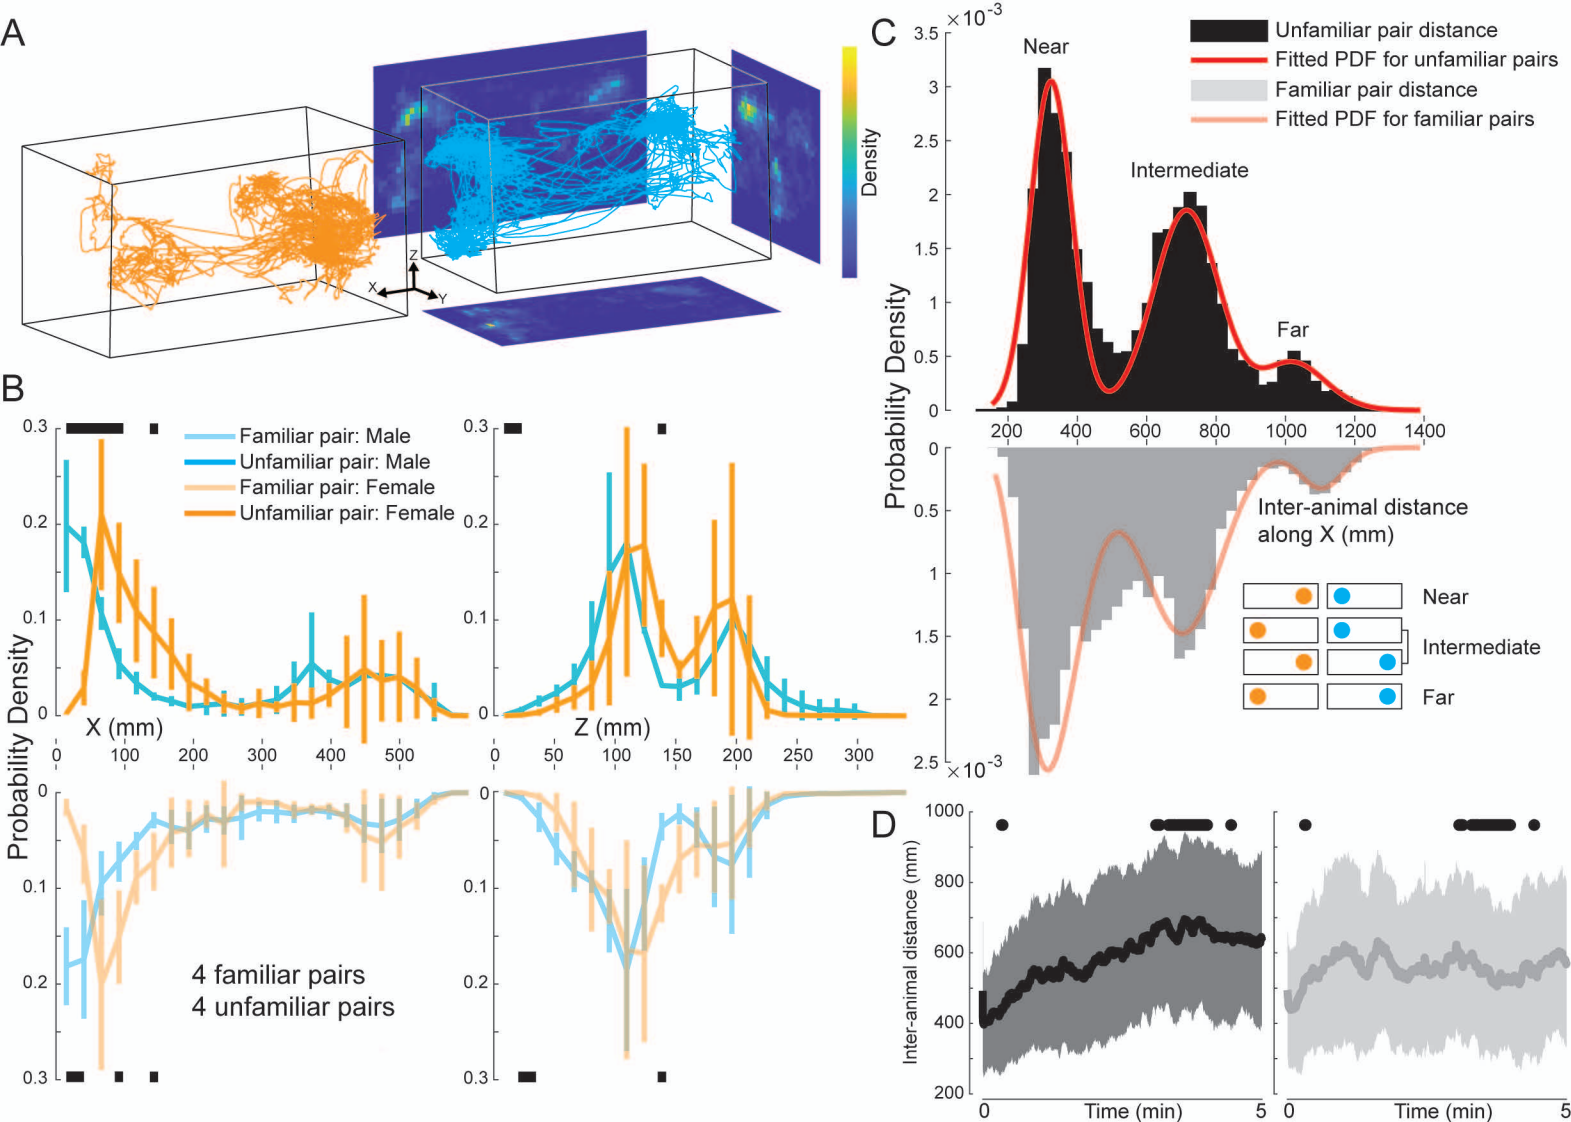 A
Density
Z
X
Y
B
0.3
0.2
0.1
0
Familiar pair: Male
Unfamiliar pair: Male
Familiar pair: Female
Unfamiliar pair: Female
0.3
0.2
0.1
0
Probability Density
X (mm)
0 100 200 300 400 500
Z (mm)
0 50 100 150 200 250 300
0
0.1
0.2
0.3
4 familiar pairs
4 unfamiliar pairs
0
0.1
0.2
0.3
C
×10⁻³
3.5
3
2.5
2
1.5
1
0.5
0
Probability Density
Near
Intermediate
Far
Unfamiliar pair distance
Fitted PDF for unfamiliar pairs
Familiar pair distance
Fitted PDF for familiar pairs
200 400 600 800 1000 1200 1400
0
0.5
1
1.5
2
2.5 ×10⁻³
Inter-animal distance
along X (mm)
Near
Intermediate
Far
D
Inter-animal distance (mm)
1000
800
600
400
200
0 Time (min) 5
0 Time (min) 5